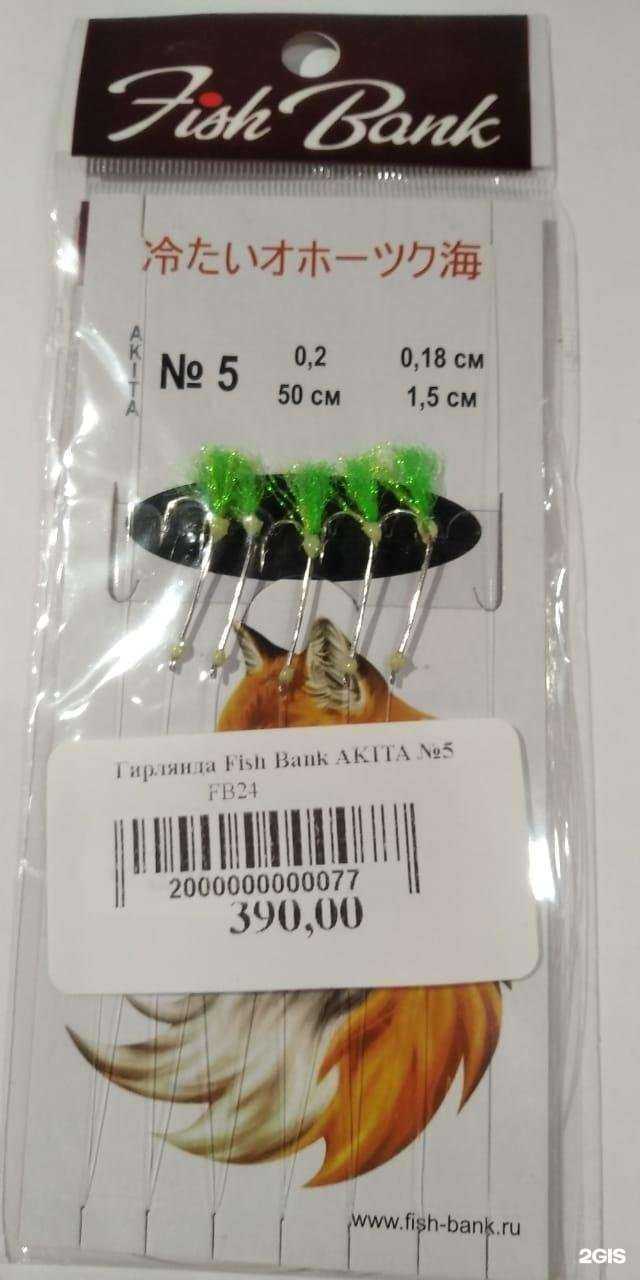 Fish Bank
冷たいオホーツク海
AKITA
№ 5
0,2 0,18 см
50 см 1,5 см
Гирлянда Fish Bank AKITA №5
FB24
2000000000077
390,00
www.fish-bank.ru
2GIS